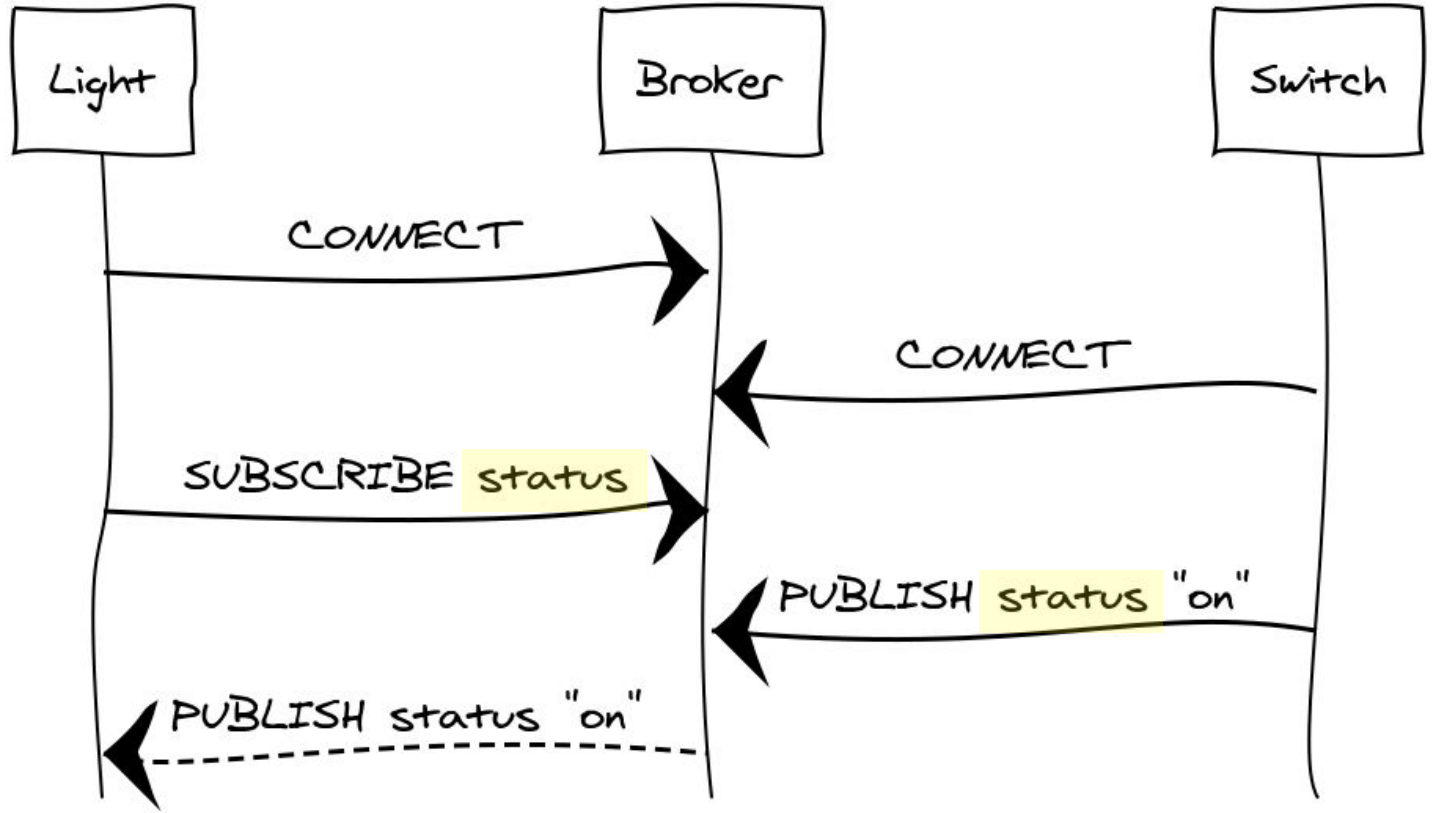 Light
Broker
Switch
CONNECT
CONNECT
SUBSCRIBE status
PUBLISH status "on"
PUBLISH status "on"